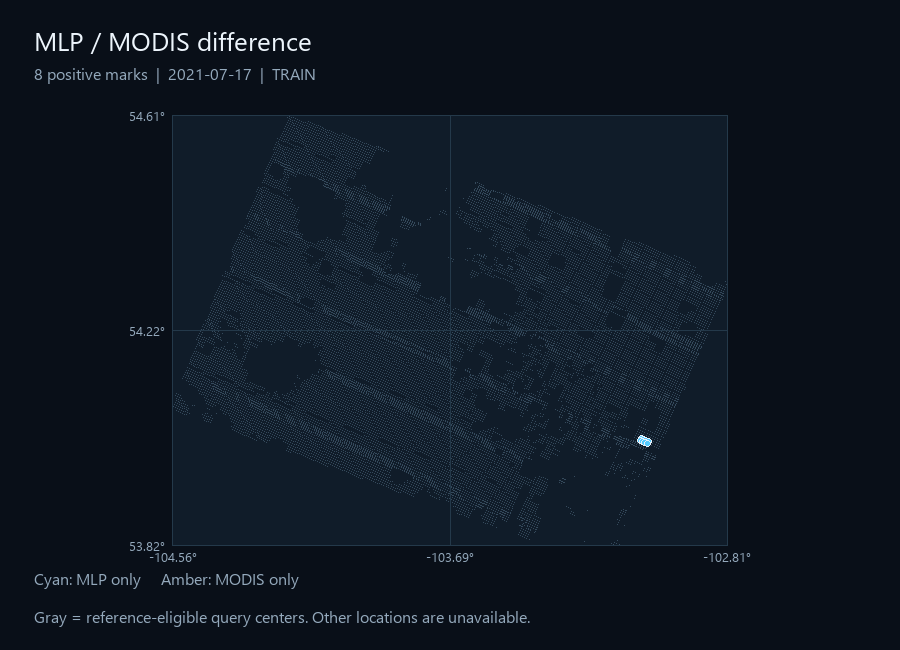 MLP / MODIS difference
8 positive marks | 2021-07-17 | TRAIN
54.61°
54.22°
53.82°
-104.56° -103.69° -102.81°
Cyan: MLP only Amber: MODIS only
Gray = reference-eligible query centers. Other locations are unavailable.